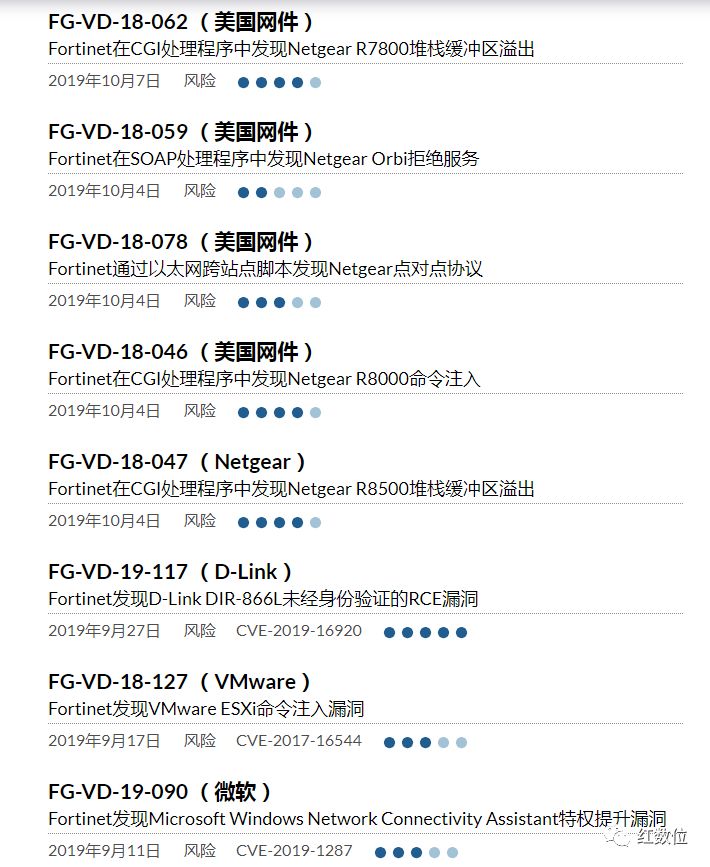 FG-VD-18-062（美国网件）
Fortinet在CGI处理程序中发现Netgear R7800堆栈缓冲区溢出
2019年10月7日 风险
FG-VD-18-059（美国网件）
Fortinet在SOAP处理程序中发现Netgear Orbi拒绝服务
2019年10月4日 风险
FG-VD-18-078（美国网件）
Fortinet通过以太网跨站点脚本发现Netgear点对点协议
2019年10月4日 风险
FG-VD-18-046（美国网件）
Fortinet在CGI处理程序中发现Netgear R8000命令注入
2019年10月4日 风险
FG-VD-18-047（Netgear）
Fortinet在CGI处理程序中发现Netgear R8500堆栈缓冲区溢出
2019年10月4日 风险
FG-VD-19-117（D-Link）
Fortinet发现D-Link DIR-866L未经身份验证的RCE漏洞
2019年9月27日 风险 CVE-2019-16920
FG-VD-18-127（VMware）
Fortinet发现VMware ESXi命令注入漏洞
2019年9月17日 风险 CVE-2017-16544
FG-VD-19-090（微软）
Fortinet发现Microsoft Windows Network Connectivity Assistant特权提升漏洞
2019年9月11日 风险 CVE-2019-1287
红数位